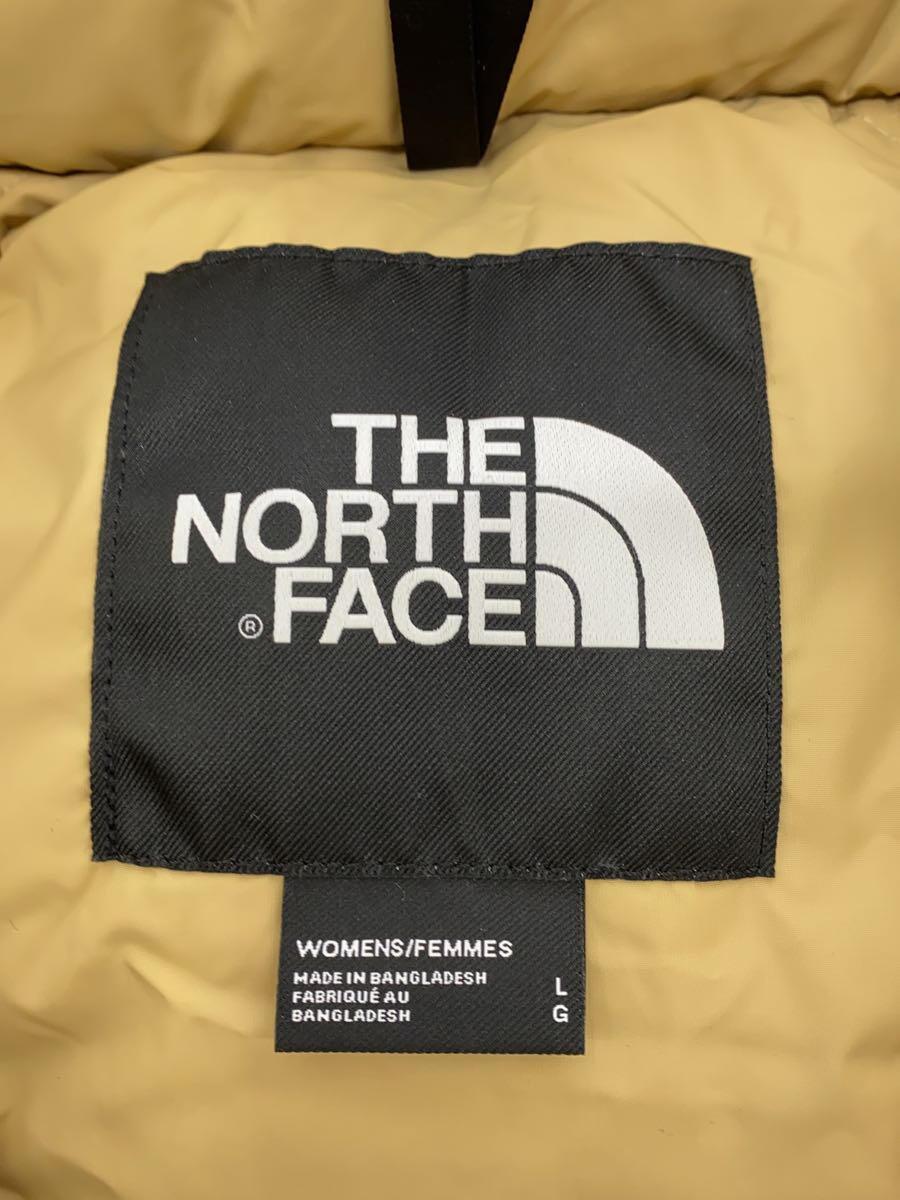 THE
NORTH
® FACE
WOMENS/FEMMES
MADE IN BANGLADESH
FABRIQUÉ AU
BANGLADESH
L
G